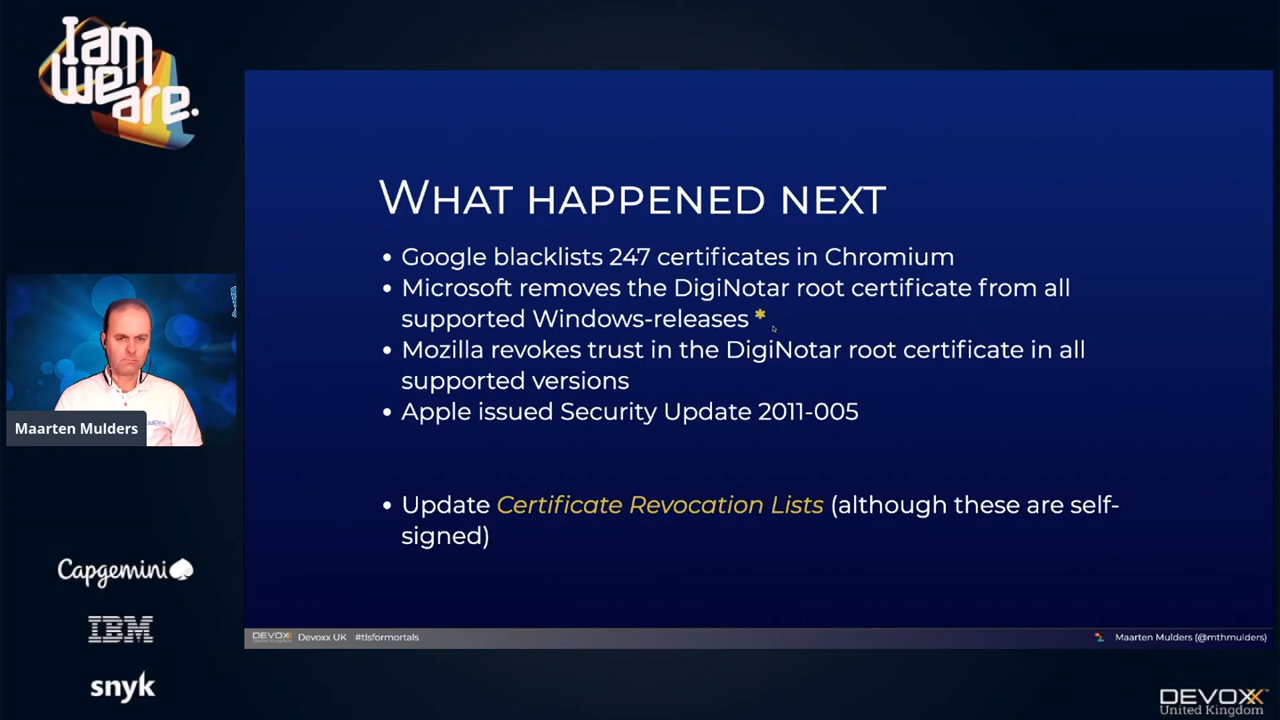 I am
we
are.
WHAT HAPPENED NEXT
• Google blacklists 247 certificates in Chromium
• Microsoft removes the DigiNotar root certificate from all
supported Windows-releases *
• Mozilla revokes trust in the DigiNotar root certificate in all
supported versions
• Apple issued Security Update 2011-005
• Update Certificate Revocation Lists (although these are self-
signed)
Maarten Mulders
Capgemini
IBM
snyk
DEVOXX United Kingdom Devoxx UK #tlsformortals Maarten Mulders (@mthmulders)
DEVOXX
United Kingdom